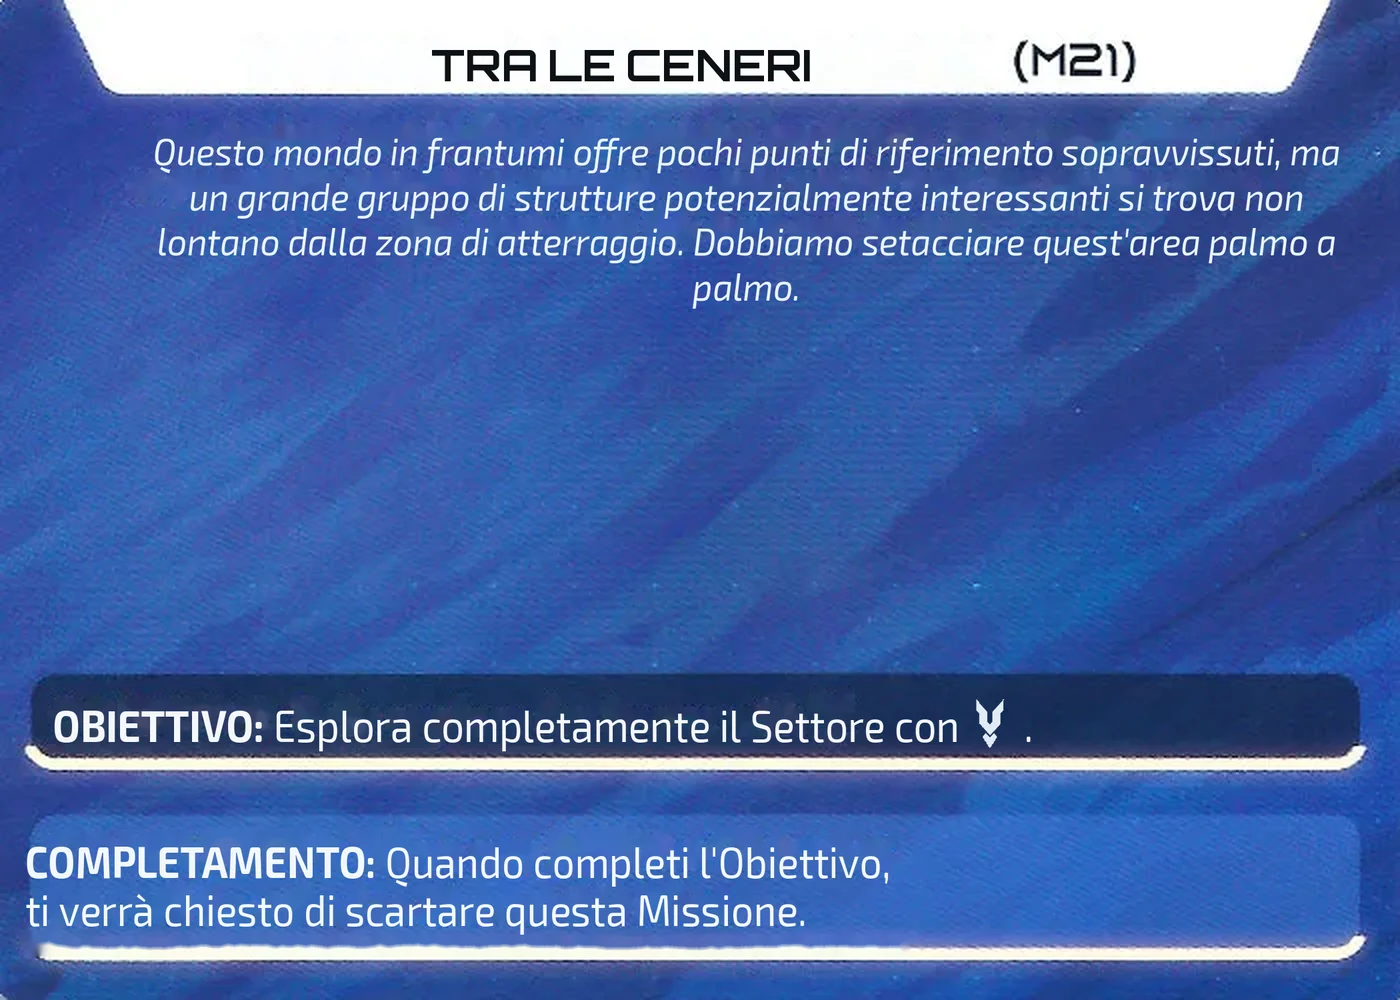 TRA LE CENERI (M21)
Questo mondo in frantumi offre pochi punti di riferimento sopravvissuti, ma
un grande gruppo di strutture potenzialmente interessanti si trova non
lontano dalla zona di atterraggio. Dobbiamo setacciare quest'area palmo a
palmo.
OBIETTIVO: Esplora completamente il Settore con .
COMPLETAMENTO: Quando completi l'Obiettivo,
ti verrà chiesto di scartare questa Missione.